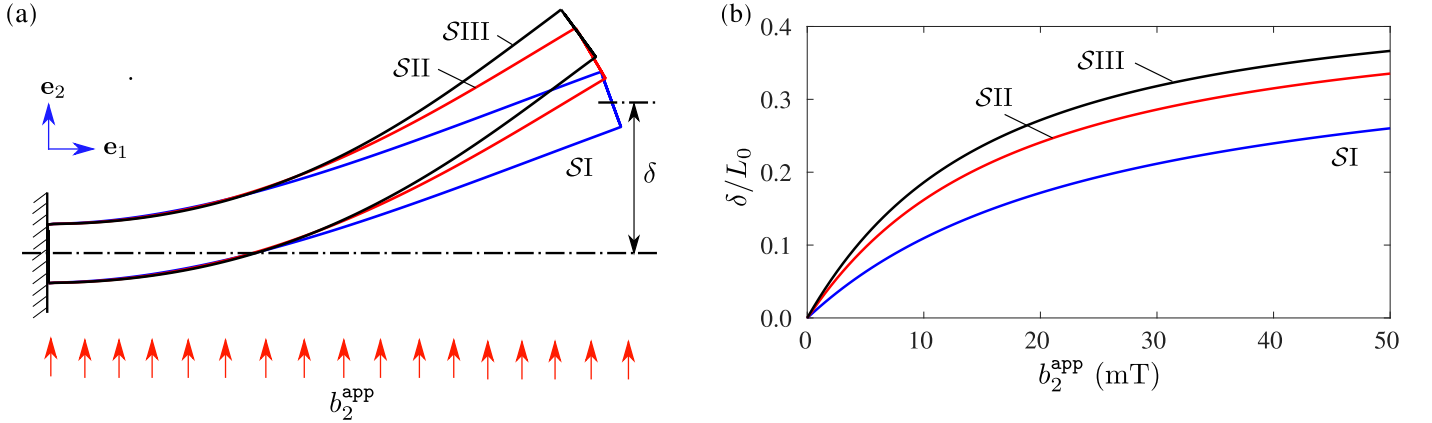 (a)
𝒮III
𝒮II
e₂
e₁
𝒮I
δ
b₂ᵃᵖᵖ
(b)
0.4
𝒮III
0.3
𝒮II
δ/L₀
0.2
𝒮I
0.1
0.0
0 10 20 30 40 50
b₂ᵃᵖᵖ (mT)